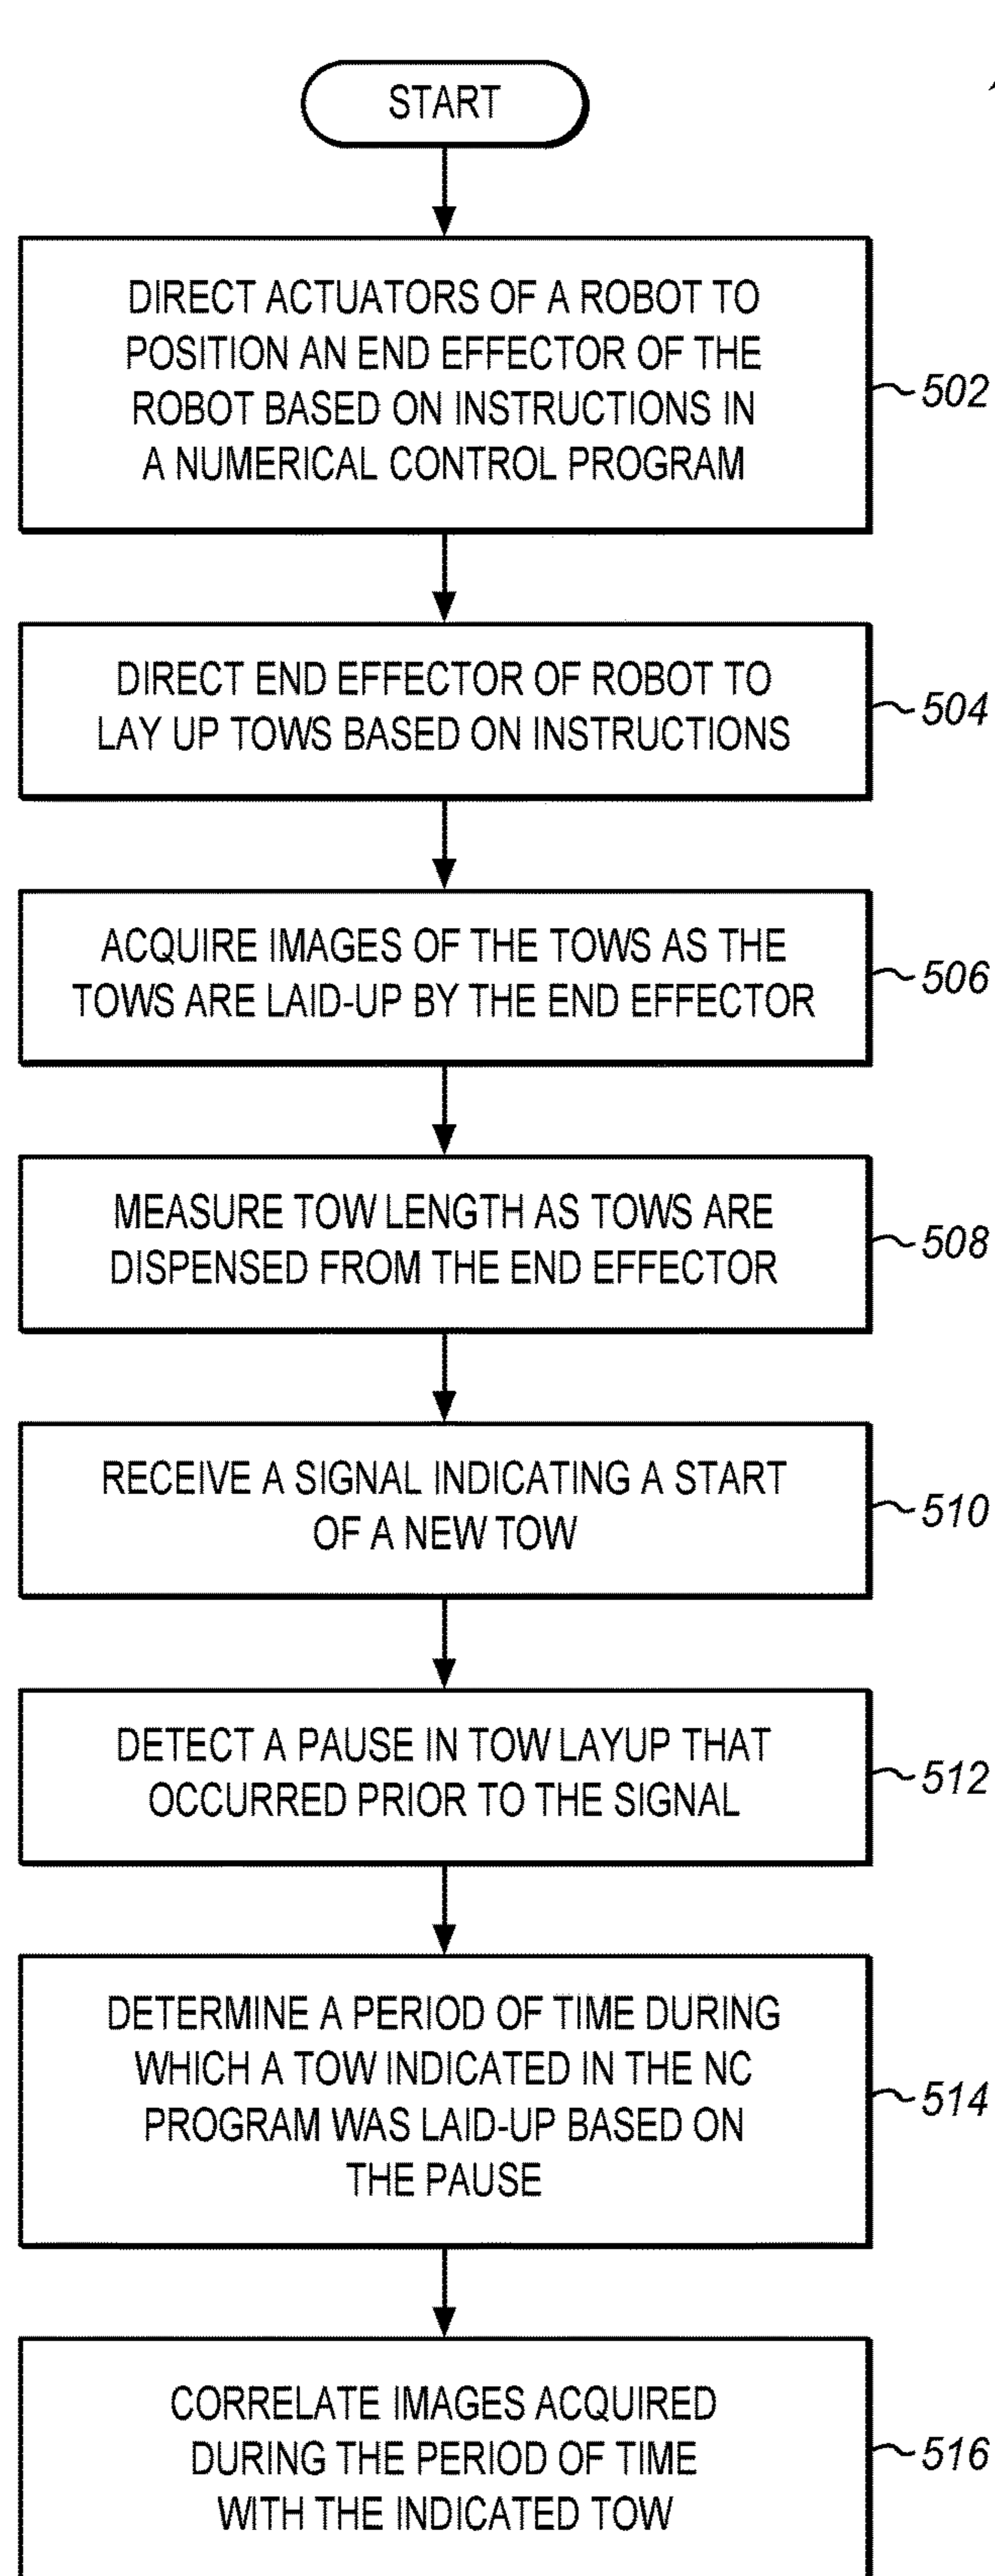 START
DIRECT ACTUATORS OF A ROBOT TO
POSITION AN END EFFECTOR OF THE
ROBOT BASED ON INSTRUCTIONS IN
A NUMERICAL CONTROL PROGRAM
502
DIRECT END EFFECTOR OF ROBOT TO
LAY UP TOWS BASED ON INSTRUCTIONS
504
ACQUIRE IMAGES OF THE TOWS AS THE
TOWS ARE LAID-UP BY THE END EFFECTOR
506
MEASURE TOW LENGTH AS TOWS ARE
DISPENSED FROM THE END EFFECTOR
508
RECEIVE A SIGNAL INDICATING A START
OF A NEW TOW
510
DETECT A PAUSE IN TOW LAYUP THAT
OCCURRED PRIOR TO THE SIGNAL
512
DETERMINE A PERIOD OF TIME DURING
WHICH A TOW INDICATED IN THE NC
PROGRAM WAS LAID-UP BASED ON
THE PAUSE
514
CORRELATE IMAGES ACQUIRED
DURING THE PERIOD OF TIME
WITH THE INDICATED TOW
516